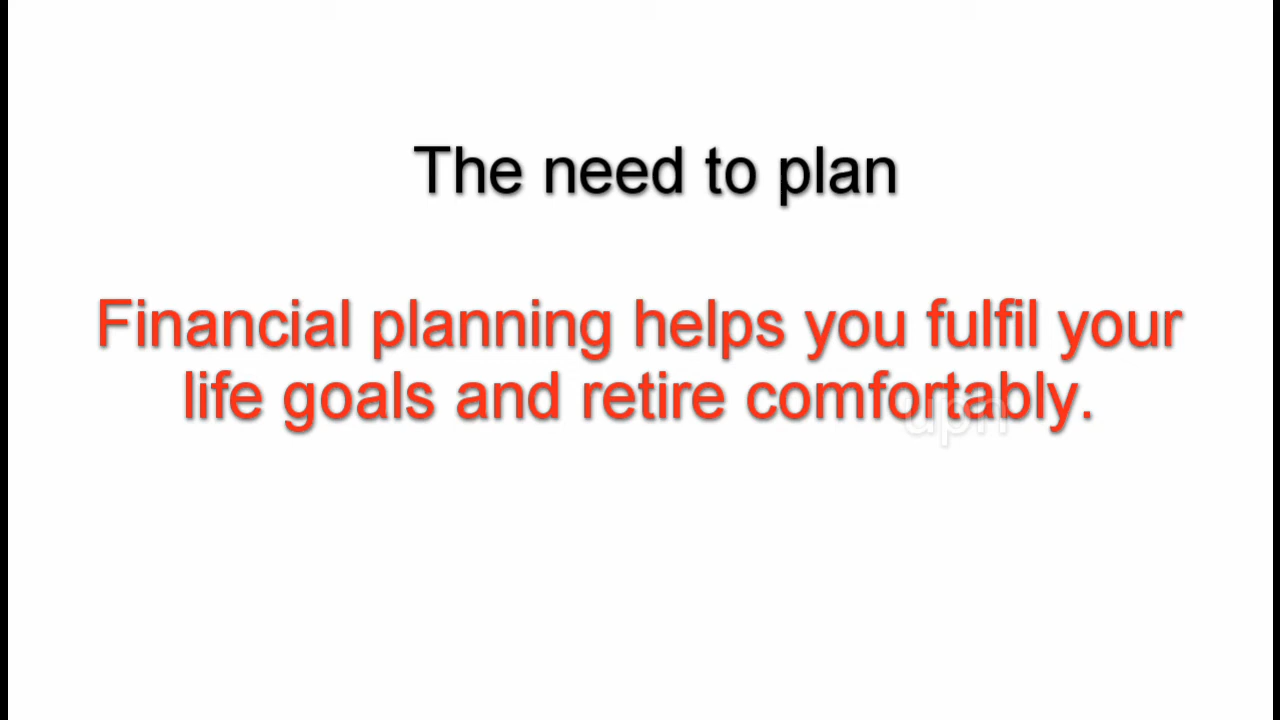 The need to plan
Financial planning helps you fulfil your
life goals and retire comfortably.